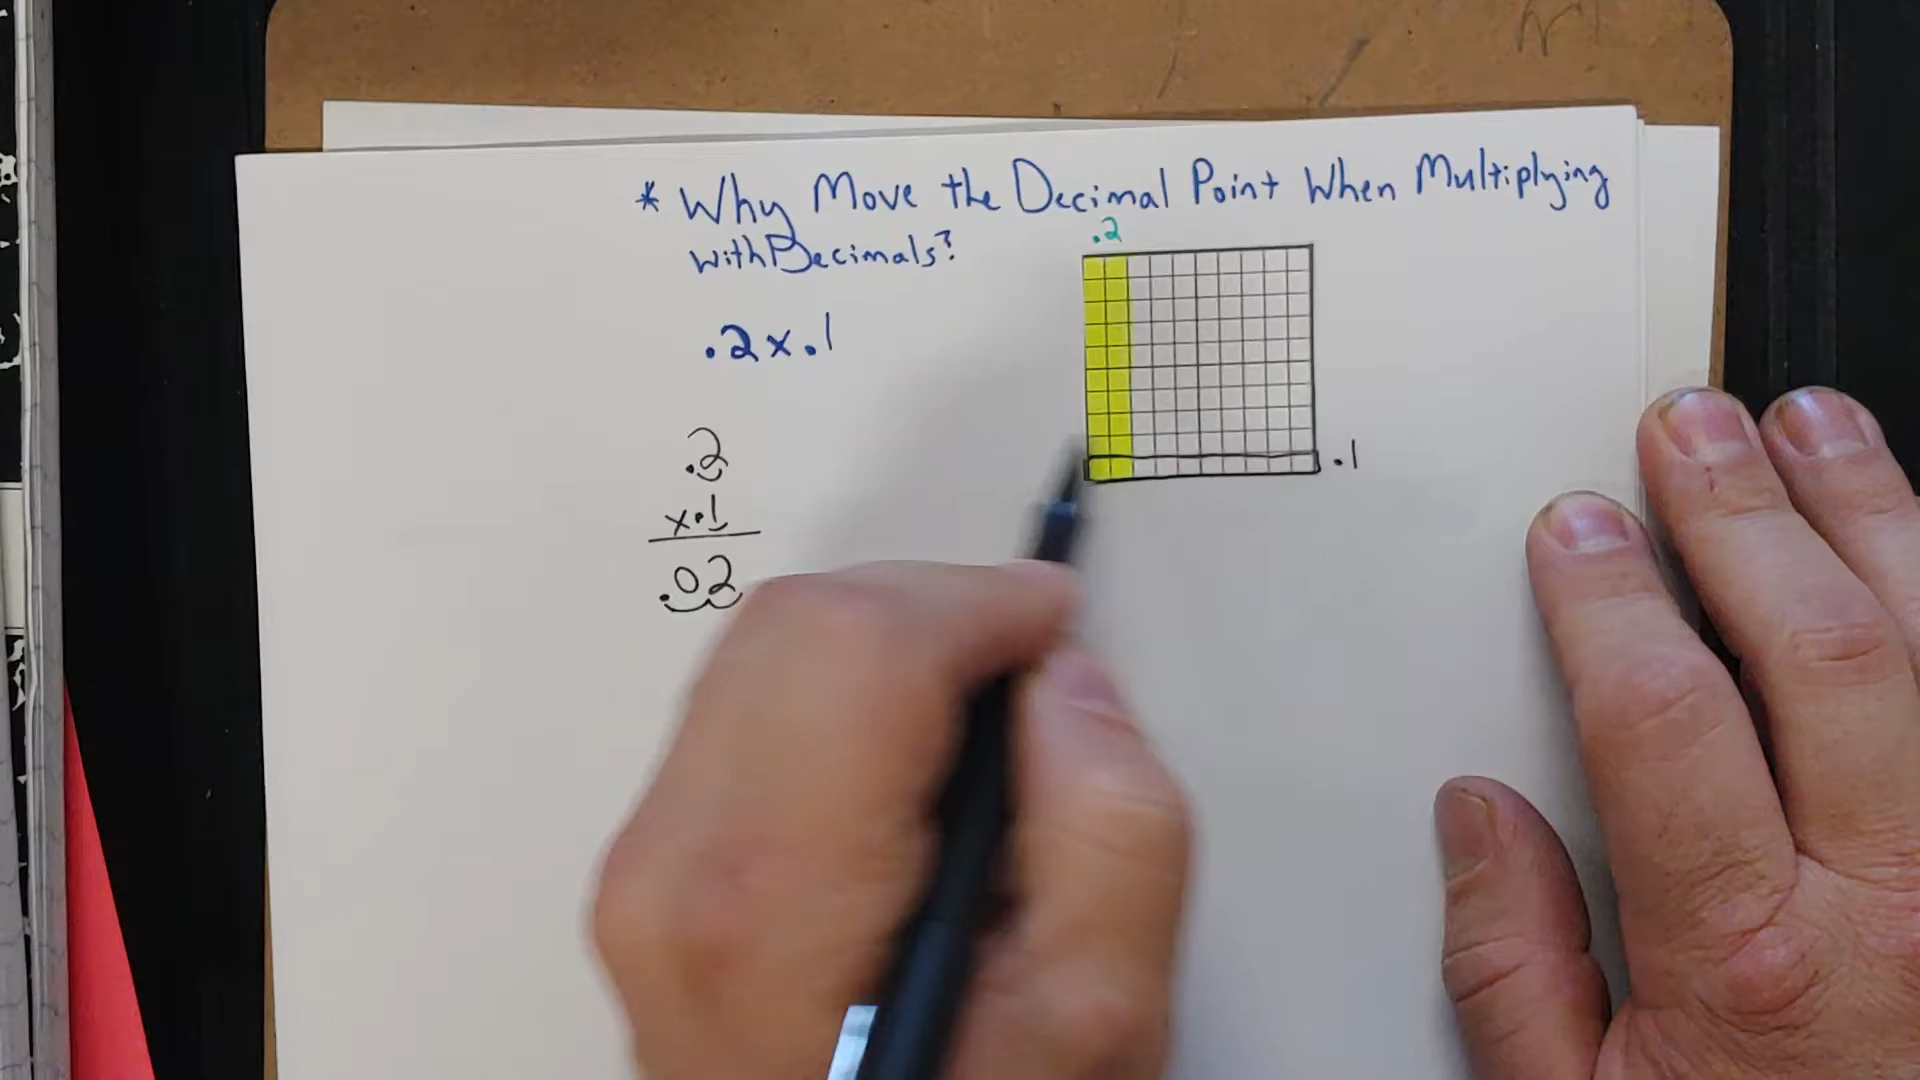 * Why Move the Decimal Point When Multiplying
with Decimals?
.2
.2 x .1
.2
x.1
.02
.1